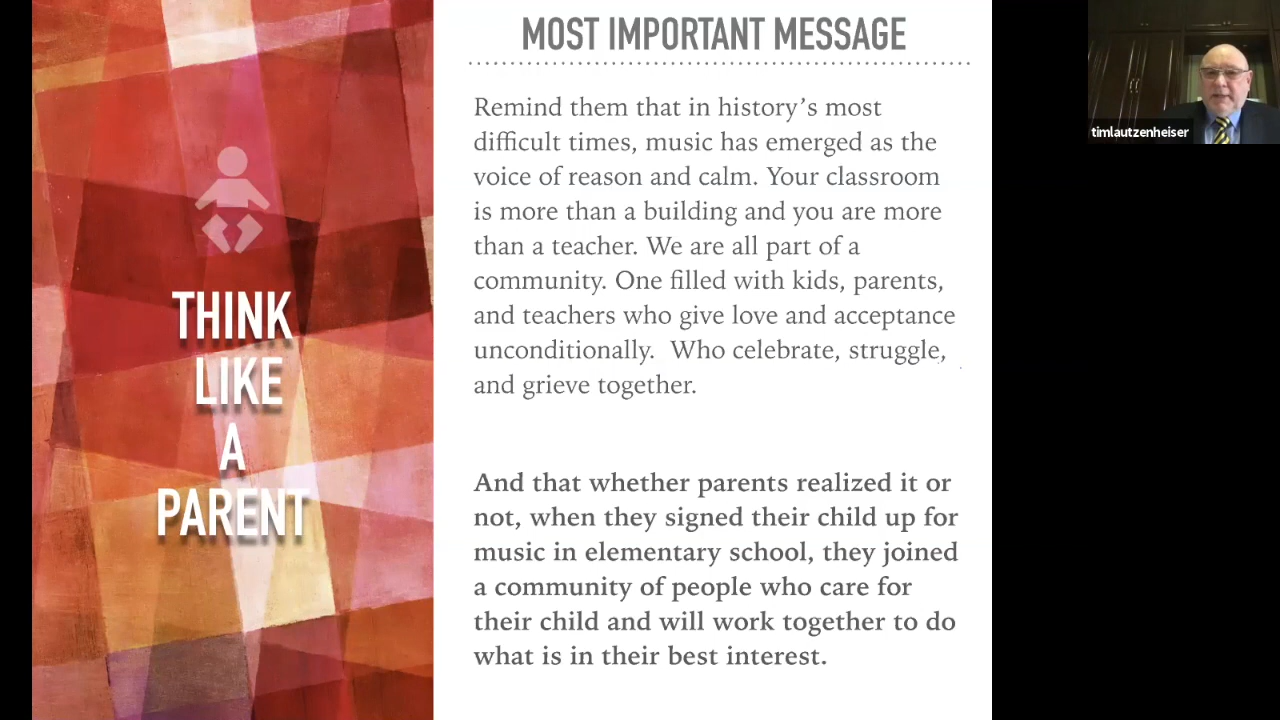 THINK
LIKE
A
PARENT
MOST IMPORTANT MESSAGE
Remind them that in history’s most
difficult times, music has emerged as the
voice of reason and calm. Your classroom
is more than a building and you are more
than a teacher. We are all part of a
community. One filled with kids, parents,
and teachers who give love and acceptance
unconditionally.  Who celebrate, struggle,
and grieve together.
And that whether parents realized it or
not, when they signed their child up for
music in elementary school, they joined
a community of people who care for
their child and will work together to do
what is in their best interest.
timlautzenheiser